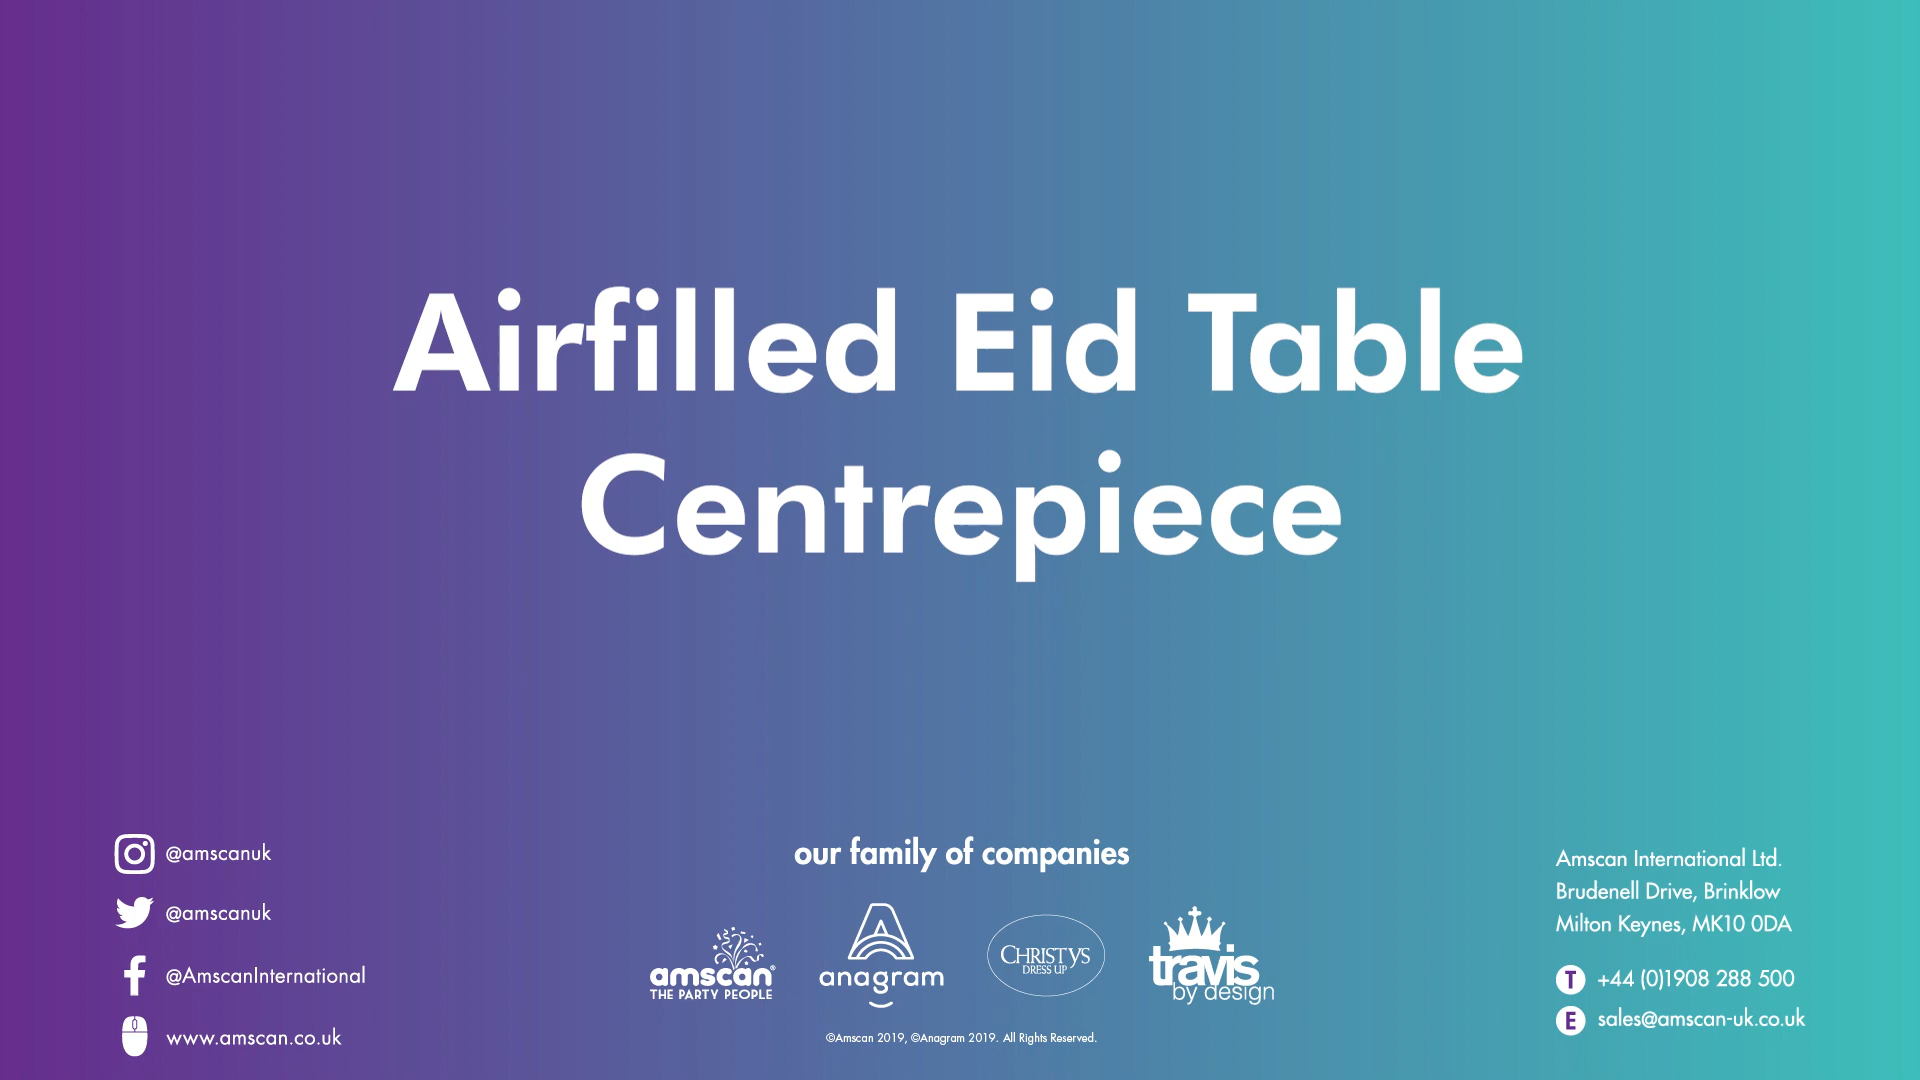 Airfilled Eid Table
Centrepiece
@amscanuk
@amscanuk
@AmscanInternational
www.amscan.co.uk
our family of companies
amscan®
THE PARTY PEOPLE
anagram
CHRISTYS
DRESS UP
travis
by design
©Amscan 2019, ©Anagram 2019. All Rights Reserved.
Amscan International Ltd.
Brudenell Drive, Brinklow
Milton Keynes, MK10 0DA
T +44 (0)1908 288 500
E sales@amscan-uk.co.uk